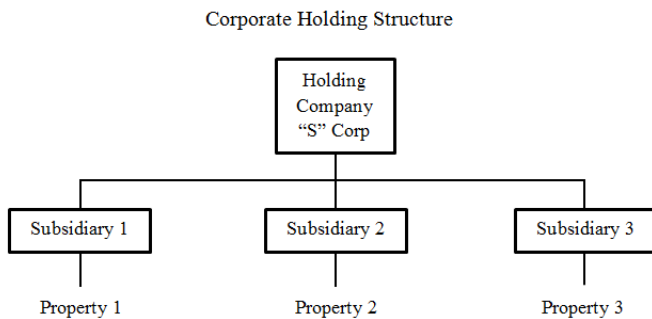 Corporate Holding Structure
Holding
Company
“S” Corp
Subsidiary 1
Subsidiary 2
Subsidiary 3
Property 1
Property 2
Property 3